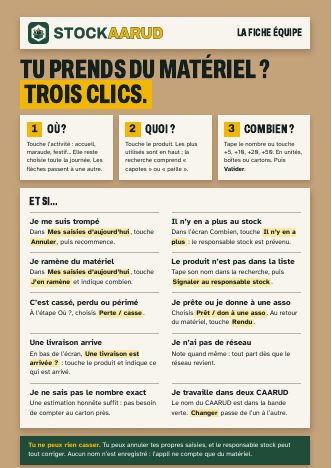 STOCKAARUD
LA FICHE ÉQUIPE
TU PRENDS DU MATÉRIEL ?
TROIS CLICS.
1 OÙ ?
Touche l'activité : accueil,
maraude, festif… Elle reste
choisie toute la journée. Les
flèches passent à une autre.
2 QUOI ?
Touche le produit. Les plus
utilisés sont en haut ; la
recherche comprend «
capotes » ou « paille ».
3 COMBIEN ?
Tape le nombre ou touche
+5, +10, +20, +50. En unités,
boîtes ou cartons. Puis
Valider.
ET SI…
Je me suis trompé
Dans Mes saisies d'aujourd'hui, touche
Annuler, puis recommence.
Il n'y en a plus au stock
Dans l'écran Combien, touche Il n'y en a
plus : le responsable stock est prévenu.
Je ramène du matériel
Dans Mes saisies d'aujourd'hui, touche
J'en ramène et indique combien.
Le produit n'est pas dans la liste
Tape son nom dans la recherche, puis
Signaler au responsable stock.
C'est cassé, perdu ou périmé
À l'étape Où ?, choisis Perte / casse.
Je prête ou je donne à une asso
Choisis Prêt / don à une asso. Au retour
du matériel, touche Rendu.
Une livraison arrive
En bas de l'écran, Une livraison est
arrivée ? : touche le produit et indique ce
qui est arrivé.
Je n'ai pas de réseau
Note quand même : tout part dès que le
réseau revient.
Je ne sais pas le nombre exact
Une estimation honnête suffit : pas besoin
de compter au carton près.
Je travaille dans deux CAARUD
Le nom du CAARUD est dans la bande
verte. Changer passe de l'un à l'autre.
Tu ne peux rien casser. Tu peux annuler tes propres saisies, et le responsable stock peut
tout corriger. Aucun nom n'est enregistré : l'appli ne compte que du matériel.